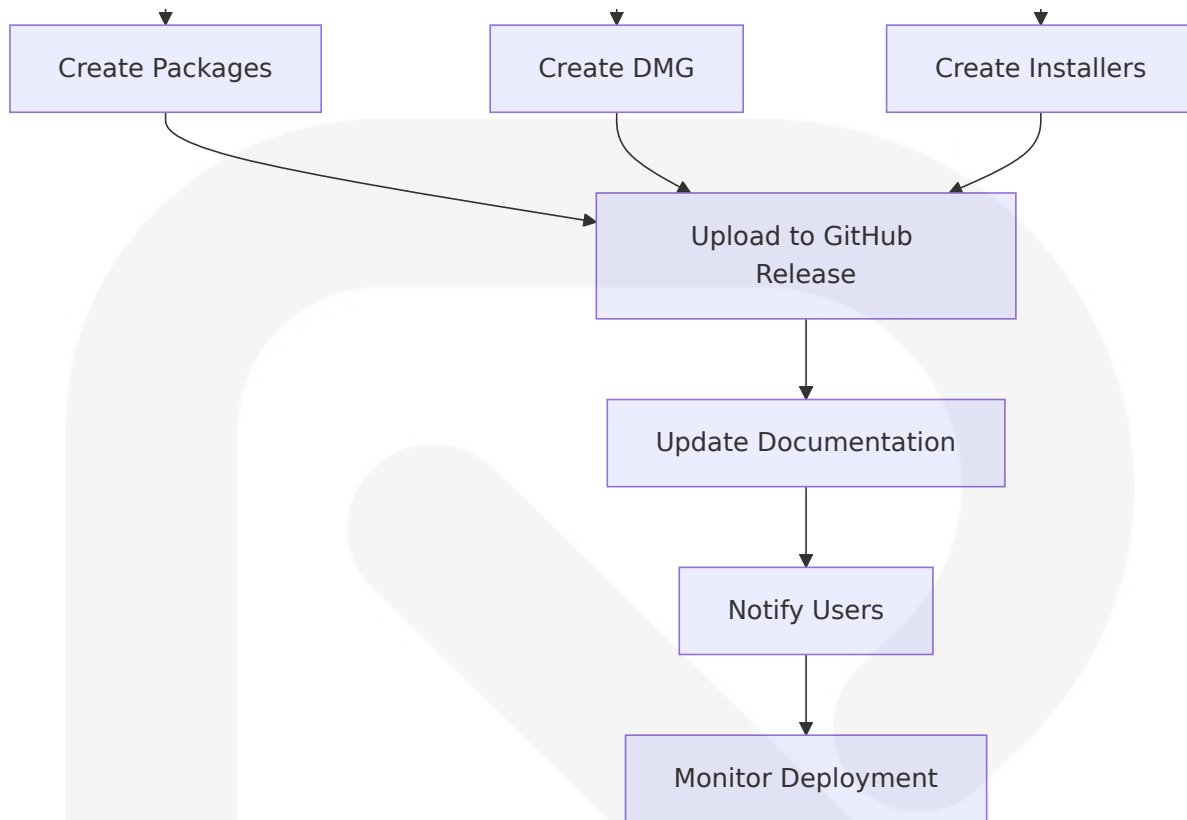 Create Packages
Create DMG
Create Installers
Upload to GitHub
Release
Update Documentation
Notify Users
Monitor Deployment